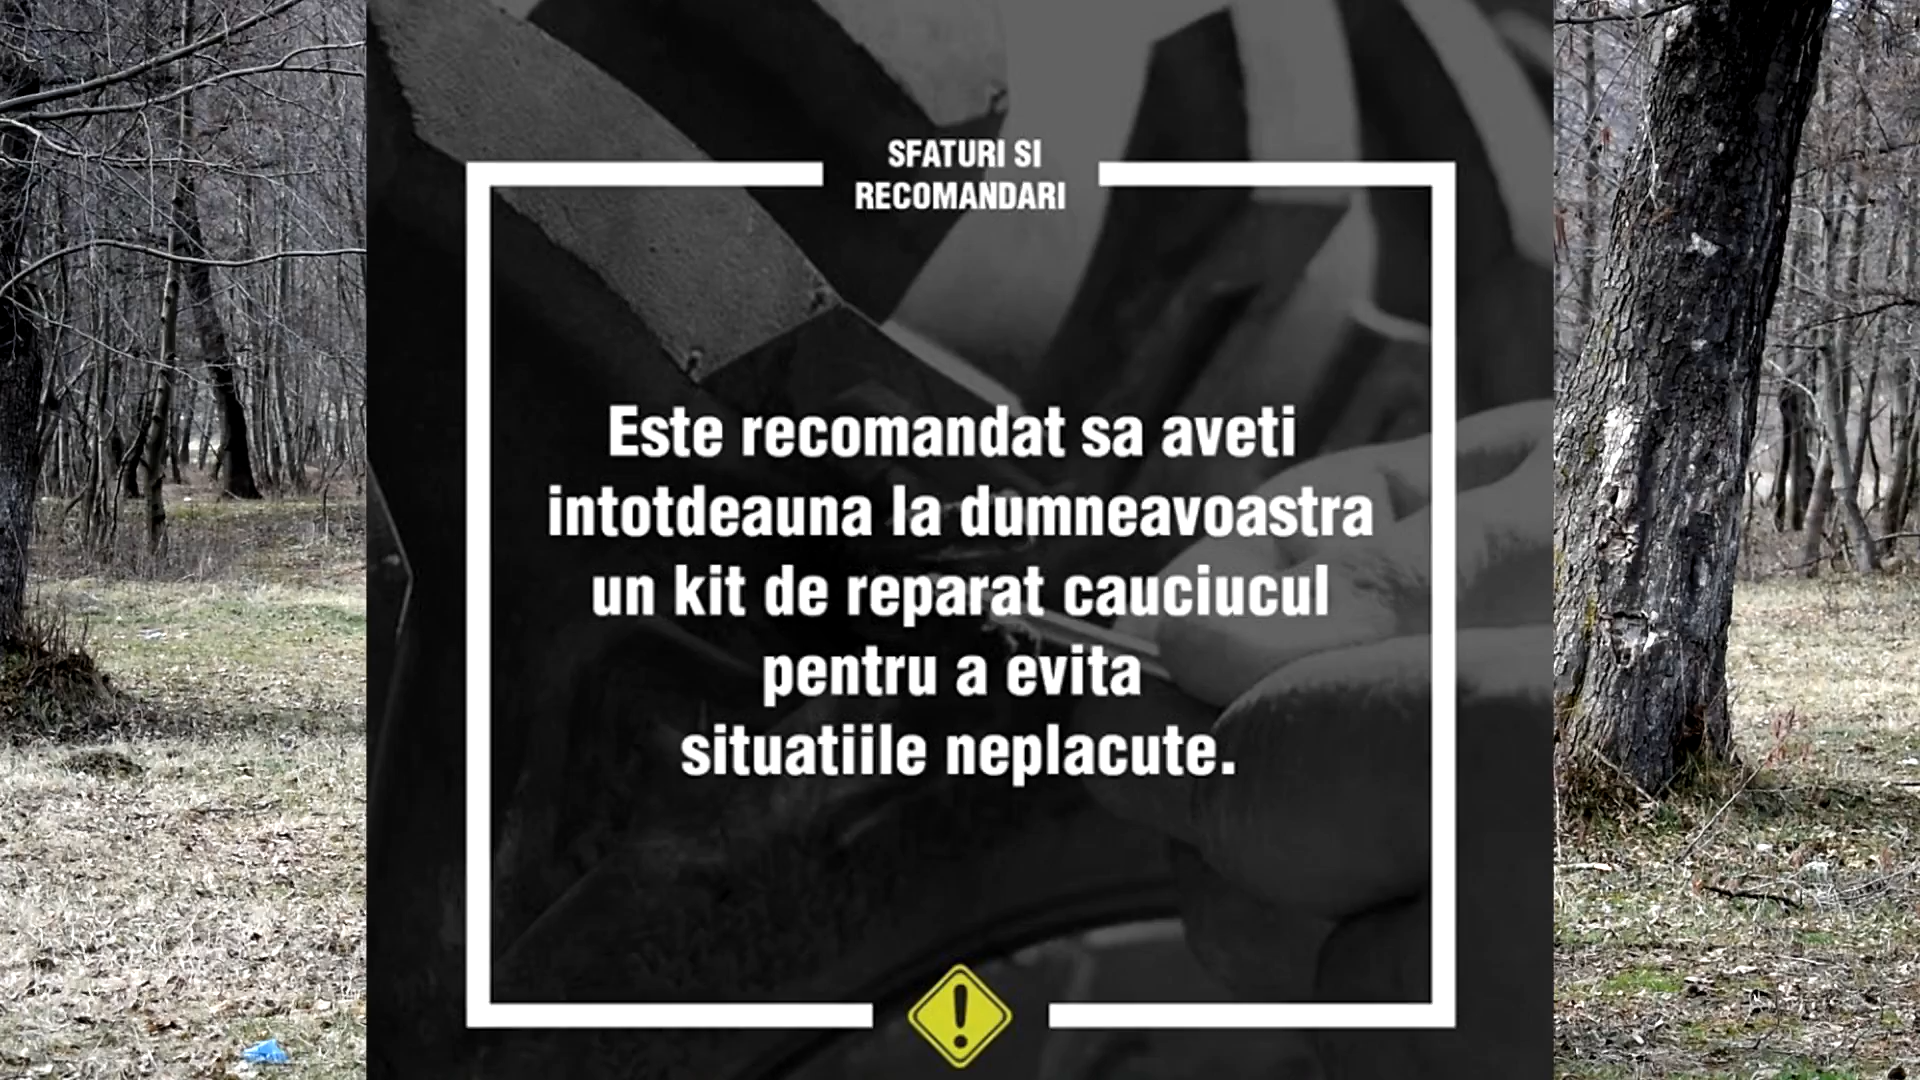 SFATURI SI
RECOMANDARI
Este recomandat sa aveti
intotdeauna la dumneavoastra
un kit de reparat cauciucul
pentru a evita
situatiile neplacute.
!